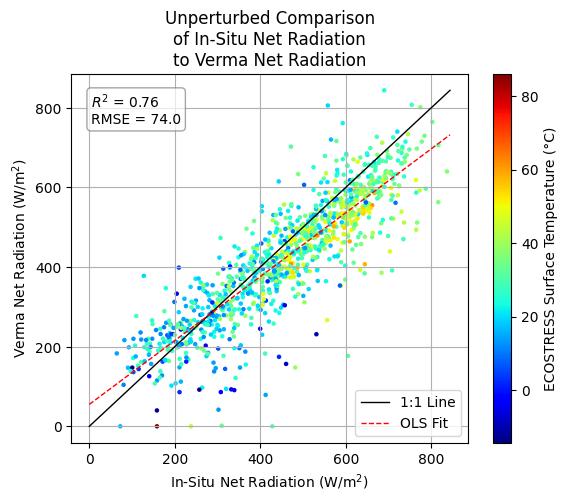 Unperturbed Comparison
of In-Situ Net Radiation
to Verma Net Radiation
R² = 0.76
RMSE = 74.0
800
600
400
200
0
Verma Net Radiation (W/m²)
0 200 400 600 800
In-Situ Net Radiation (W/m²)
1:1 Line
OLS Fit
80
60
40
20
0
ECOSTRESS Surface Temperature (°C)